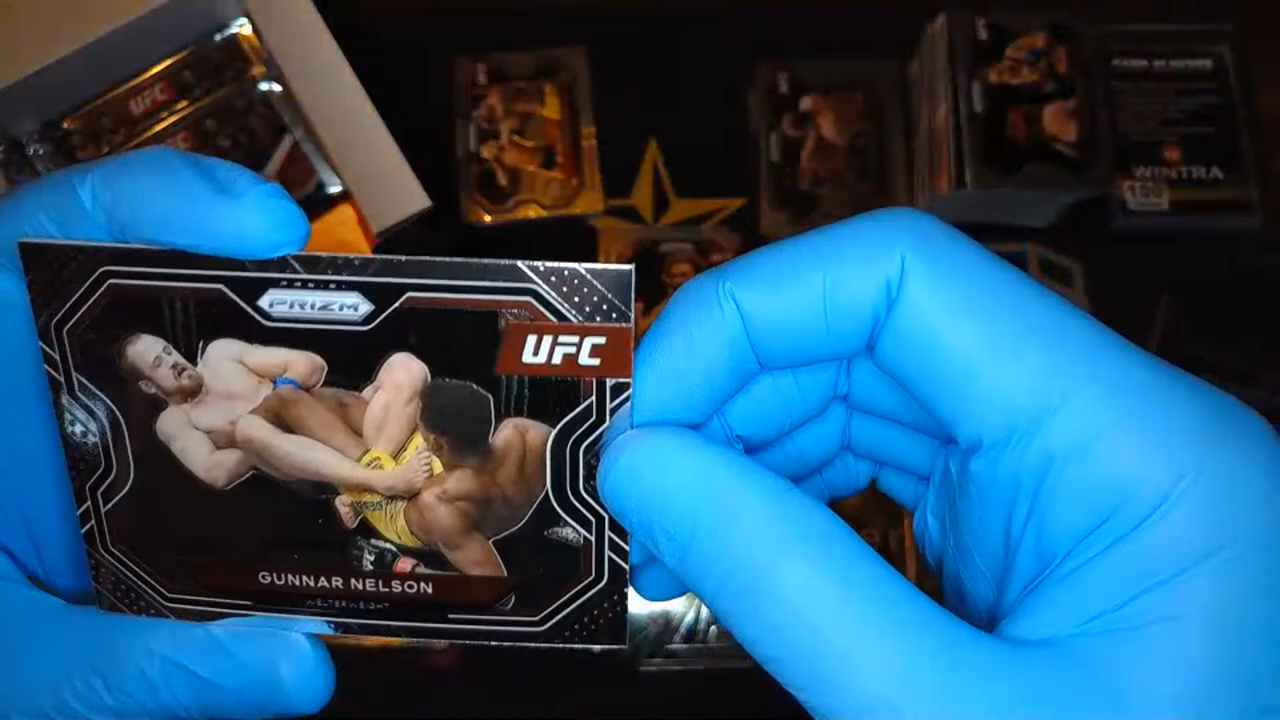 UFC
WINTRA
PANINI
PRIZM
UFC
GUNNAR NELSON
WELTERWEIGHT